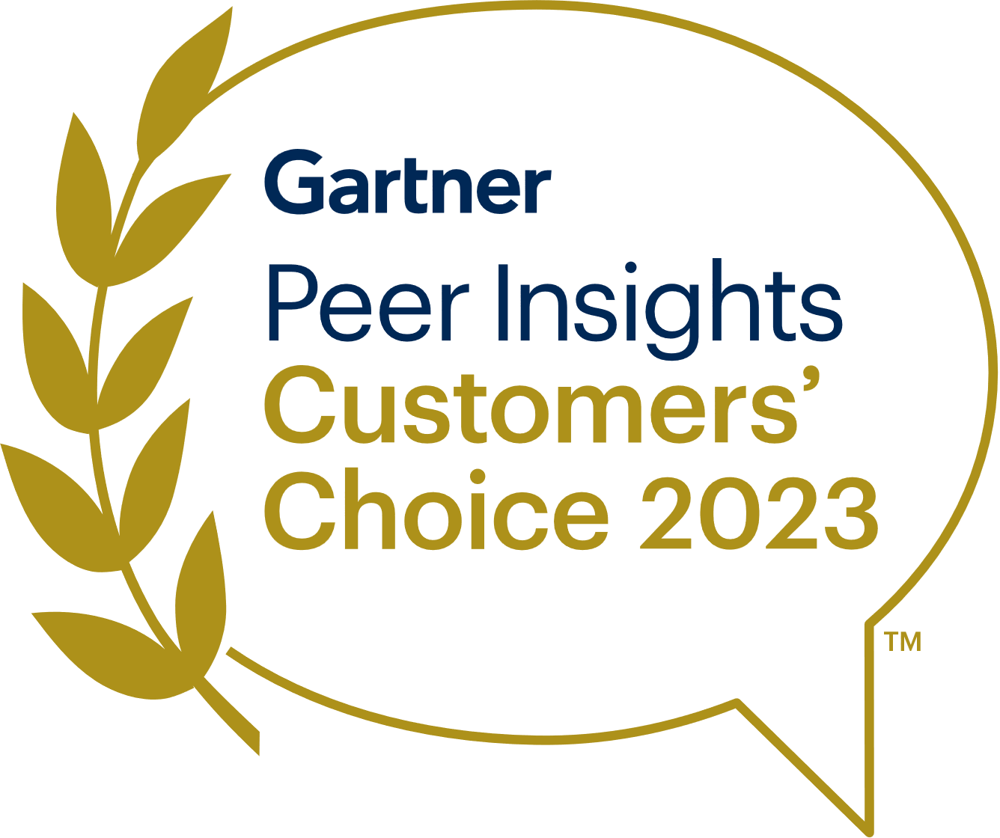 Gartner
Peer Insights
Customers’
Choice 2023
TM